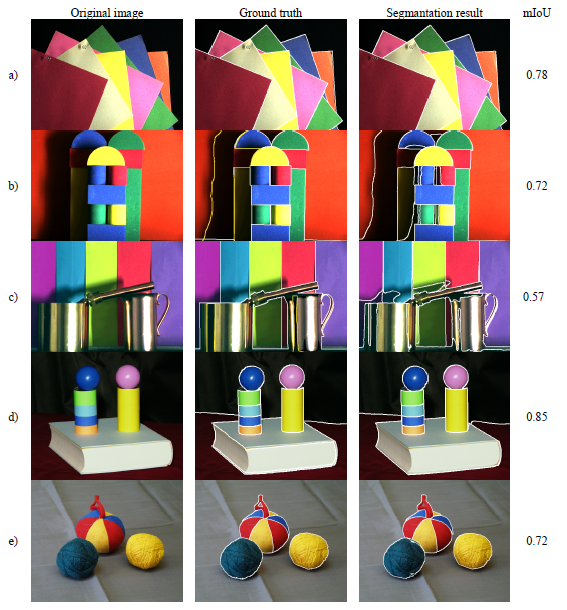 Original image Ground truth Segmantation result mIoU
a) 0.78
b) 0.72
c) 0.57
d) 0.85
e) 0.72